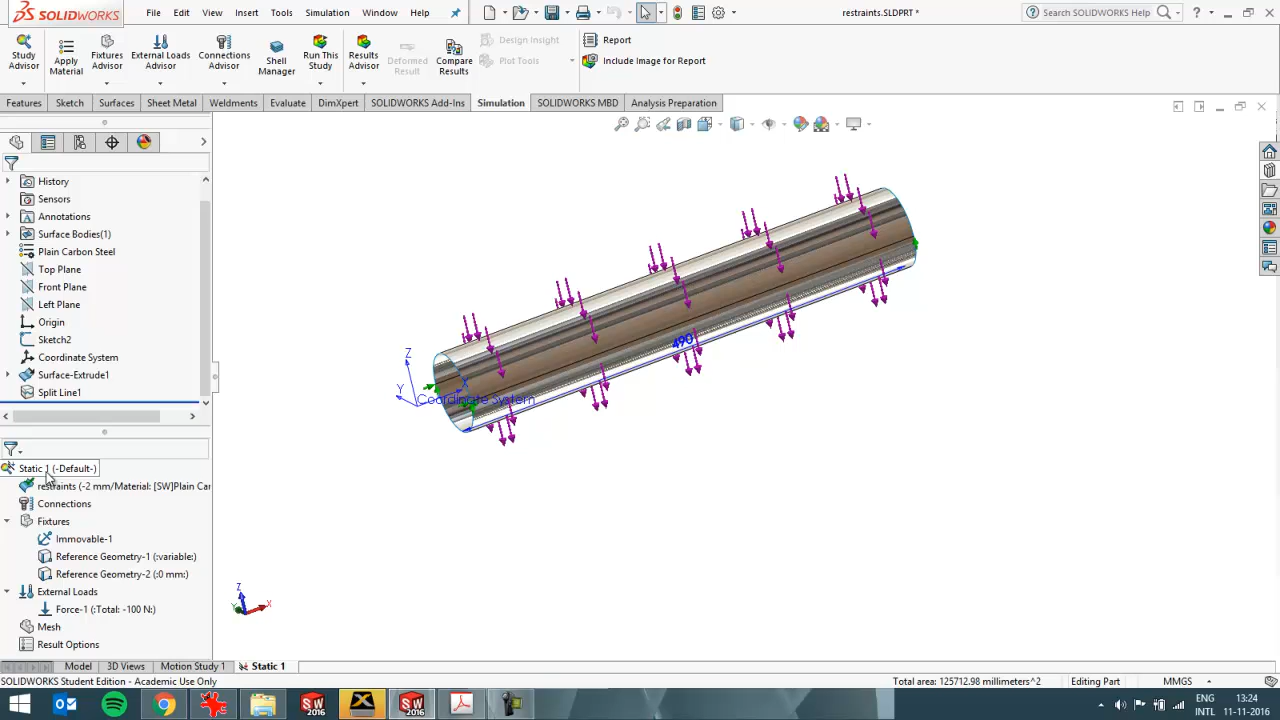 SOLIDWORKS
File Edit View Insert Tools Simulation Window Help
restraints.SLDPRT *
Search SOLIDWORKS Help
Study Advisor
Apply Material
Fixtures Advisor
External Loads Advisor
Connections Advisor
Shell Manager
Run This Study
Results Advisor
Deformed Result
Compare Results
Design Insight
Plot Tools
Report
Include Image for Report
Features Sketch Surfaces Sheet Metal Weldments Evaluate DimXpert SOLIDWORKS Add-Ins Simulation SOLIDWORKS MBD Analysis Preparation
History
Sensors
Annotations
Surface Bodies(1)
Plain Carbon Steel
Top Plane
Front Plane
Left Plane
Origin
Sketch2
Coordinate System
Surface-Extrude1
Split Line1
Static 1 (-Default-)
restraints (-2 mm/Material: [SW]Plain Car
Connections
Fixtures
Immovable-1
Reference Geometry-1 (:variable:)
Reference Geometry-2 (:0 mm:)
External Loads
Force-1 (:Total: -100 N:)
Mesh
Result Options
490
Z
Y
X
Coordinate System
Z
Y
X
Model 3D Views Motion Study 1 Static 1
SOLIDWORKS Student Edition - Academic Use Only
Total area: 125712.98 millimeters^2
Editing Part
MMGS
SW 2016
SW 2016
ENG
INTL
13:24
11-11-2016